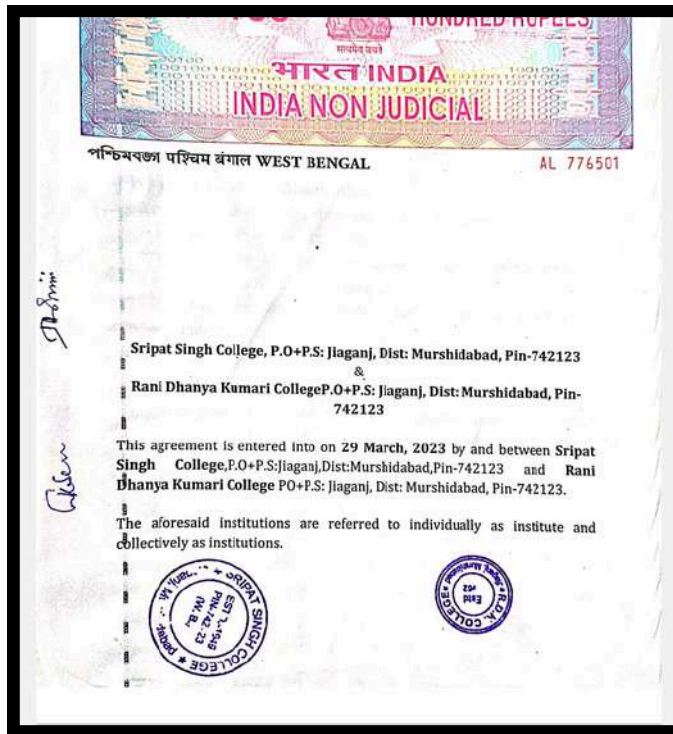 HUNDRED RUPEES
सत्यमेव जयते
भारत INDIA
INDIA NON JUDICIAL
পশ্চিমবঙ্গ पश्चिम बंगाल WEST BENGAL
AL 776501
Sripat Singh College, P.O+P.S: Jiaganj, Dist: Murshidabad, Pin-742123
&
Rani Dhanya Kumari CollegeP.O+P.S: Jiaganj, Dist: Murshidabad, Pin-
742123
This agreement is entered into on 29 March, 2023 by and between Sripat
Singh College,P.O+P.S:Jiaganj,Dist:Murshidabad,Pin-742123 and Rani
Dhanya Kumari College PO+P.S: Jiaganj, Dist: Murshidabad, Pin-742123.
The aforesaid institutions are referred to individually as institute and
collectively as institutions.
SRIPAT SINGH COLLEGE
R.D.K. COLLEGE
Estd